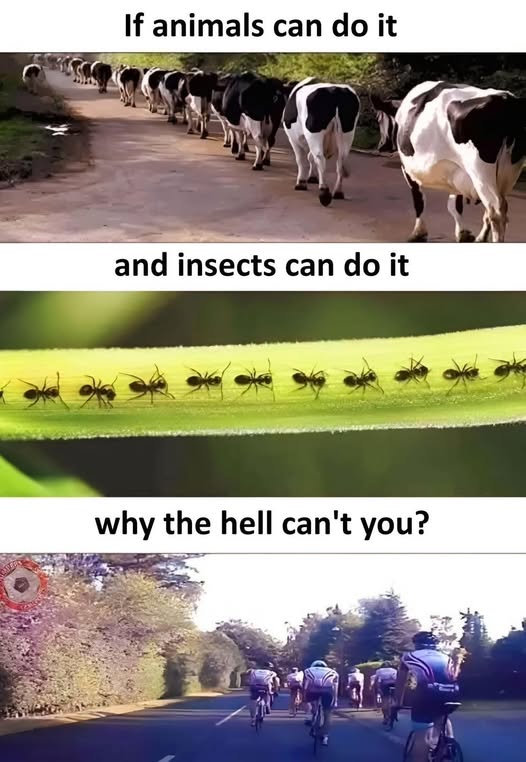 If animals can do it
and insects can do it
why the hell can't you?